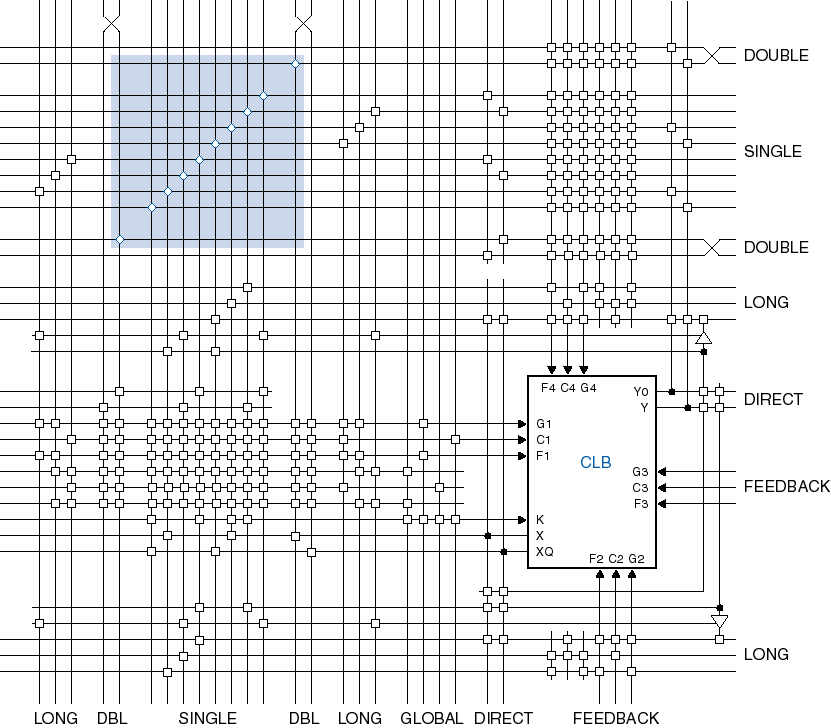 DOUBLE
SINGLE
DOUBLE
LONG
F4 C4 G4
Y0
DIRECT
Y
G1
C1
CLB
F1
G3
FEEDBACK
C3
F3
K
X
XQ
F2 C2 G2
LONG
LONG DBL SINGLE DBL LONG GLOBAL DIRECT FEEDBACK